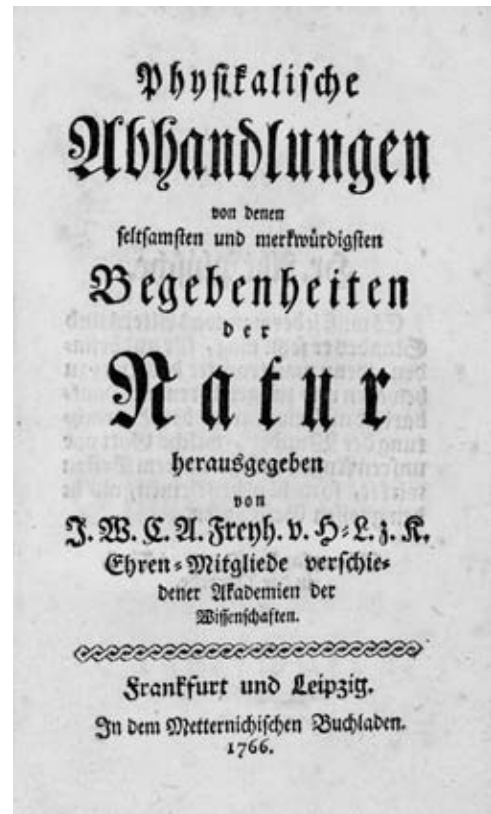 Physikalische
Abhandlungen
von denen
seltsamsten und merkwürdigsten
Begebenheiten
der
Natur
herausgegeben
von
J. W. C. A. Freyh. v. H-L. z. K.
Ehren-Mitgliede verschie-
dener Akademien der
Wissenschaften.
Franckfurt und Leipzig.
In dem Metternichischen Buchladen.
1766.